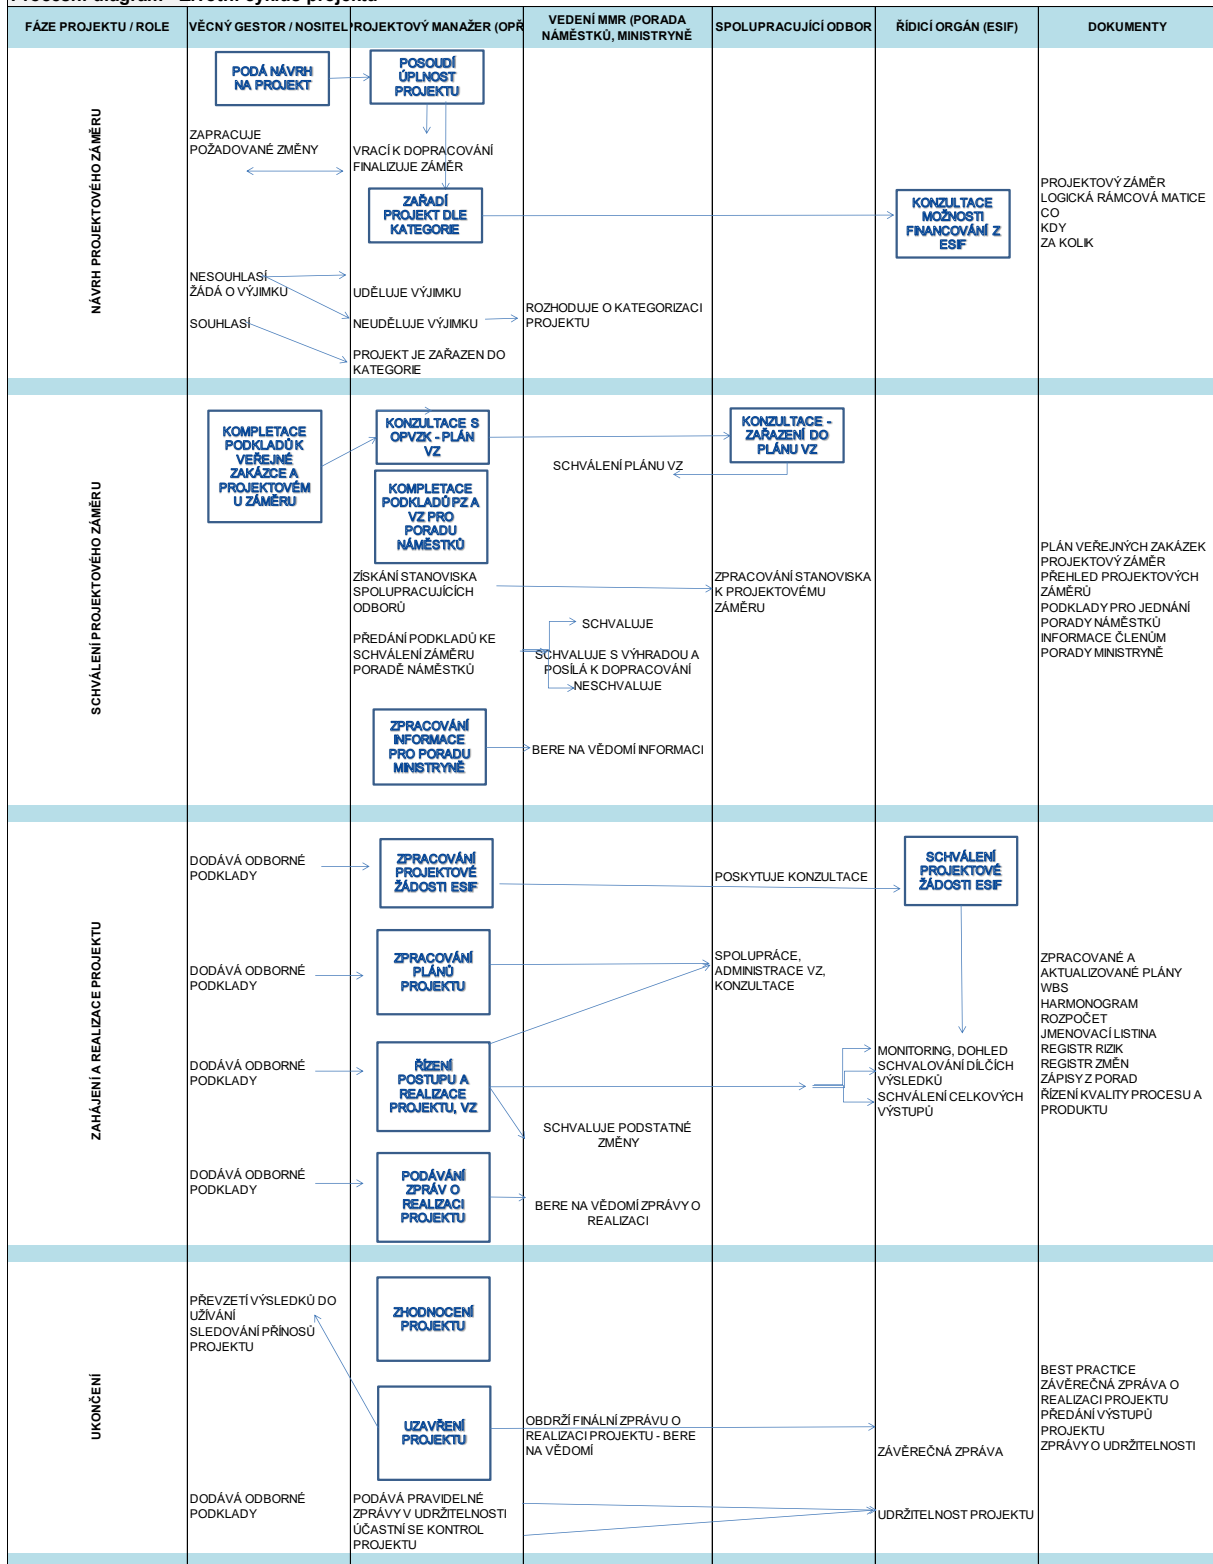 Procesní diagram - Životní cyklus projektu
FÁZE PROJEKTU / ROLE
VĚCNÝ GESTOR / NOSITEL
PROJEKTOVÝ MANAŽER (OPŘ
VEDENÍ MMR (PORADA
NÁMĚSTKŮ, MINISTRYNĚ
SPOLUPRACUJÍCÍ ODBOR
ŘÍDICÍ ORGÁN (ESIF)
DOKUMENTY
NÁVRH PROJEKTOVÉHO ZÁMĚRU
PODÁ NÁVRH
NA PROJEKT
POSOUDÍ
ÚPLNOST
PROJEKTU
ZAPRACUJE
POŽADOVANÉ ZMĚNY
VRACÍ K DOPRACOVÁNÍ
FINALIZUJE ZÁMĚR
ZAŘADÍ
PROJEKT DLE
KATEGORIE
KONZULTACE
MOŽNOSTI
FINANCOVÁNÍ Z
ESIF
PROJEKTOVÝ ZÁMĚR
LOGICKÁ RÁMCOVÁ MATICE
CO
KDY
ZA KOLIK
NESOUHLASÍ
ŽÁDÁ O VÝJIMKU
UDĚLUJE VÝJIMKU
SOUHLASÍ
NEUDĚLUJE VÝJIMKU
ROZHODUJE O KATEGORIZACI
PROJEKTU
PROJEKT JE ZAŘAZEN DO
KATEGORIE
SCHVÁLENÍ PROJEKTOVÉHO ZÁMĚRU
KOMPLETACE
PODKLADŮ K
VEŘEJNÉ
ZAKÁZCE A
PROJEKTOVÉM
U ZÁMĚRU
KONZULTACE S
OPVZK - PLÁN
VZ
KONZULTACE -
ZAŘAZENÍ DO
PLÁNU VZ
SCHVÁLENÍ PLÁNU VZ
KOMPLETACE
PODKLADŮ PZ A
VZ PRO
PORADU
NÁMĚSTKŮ
ZÍSKÁNÍ STANOVISKA
SPOLUPRACUJÍCÍCH
ODBORŮ
ZPRACOVÁNÍ STANOVISKA
K PROJEKTOVÉMU
ZÁMĚRU
PŘEDÁNÍ PODKLADŮ KE
SCHVÁLENÍ ZÁMĚRU
PORADĚ NÁMĚSTKŮ
SCHVALUJE
SCHVALUJE S VÝHRADOU A
POSÍLÁ K DOPRACOVÁNÍ
NESCHVALUJE
ZPRACOVÁNÍ
INFORMACE
PRO PORADU
MINISTRYNĚ
BERE NA VĚDOMÍ INFORMACI
PLÁN VEŘEJNÝCH ZAKÁZEK
PROJEKTOVÝ ZÁMĚR
PŘEHLED PROJEKTOVÝCH
ZÁMĚRŮ
PODKLADY PRO JEDNÁNÍ
PORADY NÁMĚSTKŮ
INFORMACE ČLENŮM
PORADY MINISTRYNĚ
ZAHÁJENÍ A REALIZACE PROJEKTU
DODÁVÁ ODBORNÉ
PODKLADY
ZPRACOVÁNÍ
PROJEKTOVÉ
ŽÁDOSTI ESIF
POSKYTUJE KONZULTACE
SCHVÁLENÍ
PROJEKTOVÉ
ŽÁDOSTI ESIF
DODÁVÁ ODBORNÉ
PODKLADY
ZPRACOVÁNÍ
PLÁNŮ
PROJEKTU
SPOLUPRÁCE,
ADMINISTRACE VZ,
KONZULTACE
DODÁVÁ ODBORNÉ
PODKLADY
ŘÍZENÍ
POSTUPU A
REALIZACE
PROJEKTU, VZ
SCHVALUJE PODSTATNÉ
ZMĚNY
MONITORING, DOHLED
SCHVALOVÁNÍ DÍLČÍCH
VÝSLEDKŮ
SCHVÁLENÍ CELKOVÝCH
VÝSTUPŮ
DODÁVÁ ODBORNÉ
PODKLADY
PODÁVÁNÍ
ZPRÁV O
REALIZACI
PROJEKTU
BERE NA VĚDOMÍ ZPRÁVY O
REALIZACI
ZPRACOVANÉ A
AKTUALIZOVANÉ PLÁNY
WBS
HARMONOGRAM
ROZPOČET
JMENOVACÍ LISTINA
REGISTR RIZIK
REGISTR ZMĚN
ZÁPISY Z PORAD
ŘÍZENÍ KVALITY PROCESU A
PRODUKTU
UKONČENÍ
PŘEVZETÍ VÝSLEDKŮ DO
UŽÍVÁNÍ
SLEDOVÁNÍ PŘÍNOSŮ
PROJEKTU
ZHODNOCENÍ
PROJEKTU
UZAVŘENÍ
PROJEKTU
OBDRŽÍ FINÁLNÍ ZPRÁVU O
REALIZACI PROJEKTU - BERE
NA VĚDOMÍ
ZÁVĚREČNÁ ZPRÁVA
DODÁVÁ ODBORNÉ
PODKLADY
PODÁVÁ PRAVIDELNÉ
ZPRÁVY V UDRŽITELNOSTI
ÚČASTNÍ SE KONTROL
PROJEKTU
UDRŽITELNOST PROJEKTU
BEST PRACTICE
ZÁVĚREČNÁ ZPRÁVA O
REALIZACI PROJEKTU
PŘEDÁNÍ VÝSTUPŮ
PROJEKTU
ZPRÁVY O UDRŽITELNOSTI